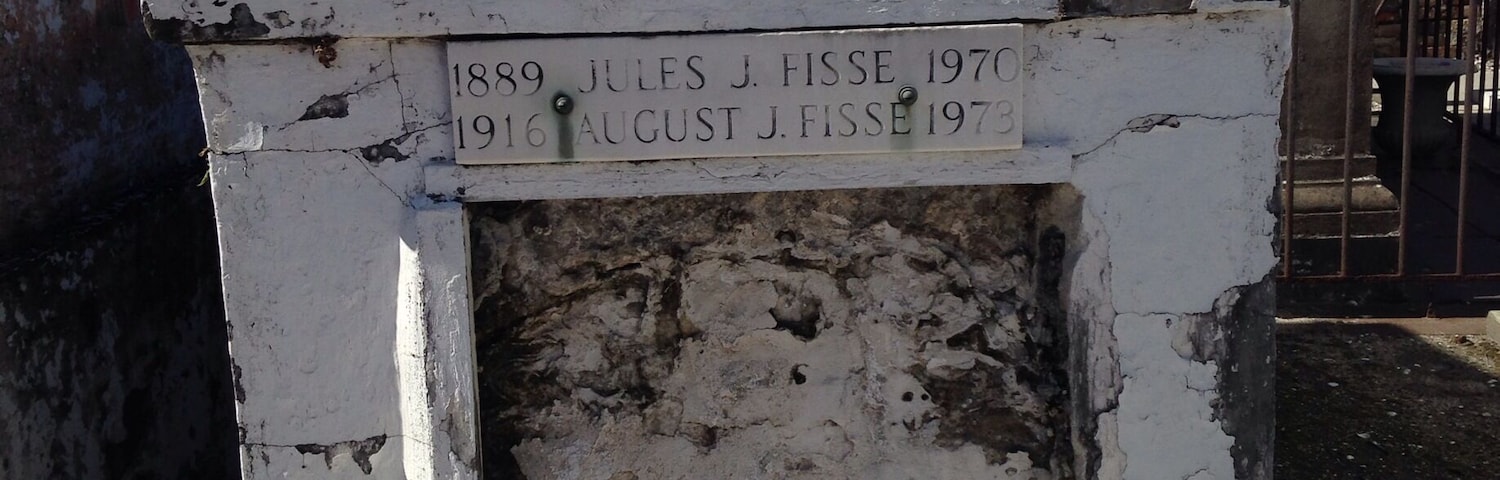 1889 JULES J. FISSE 1970
1916 AUGUST J. FISSE 1973